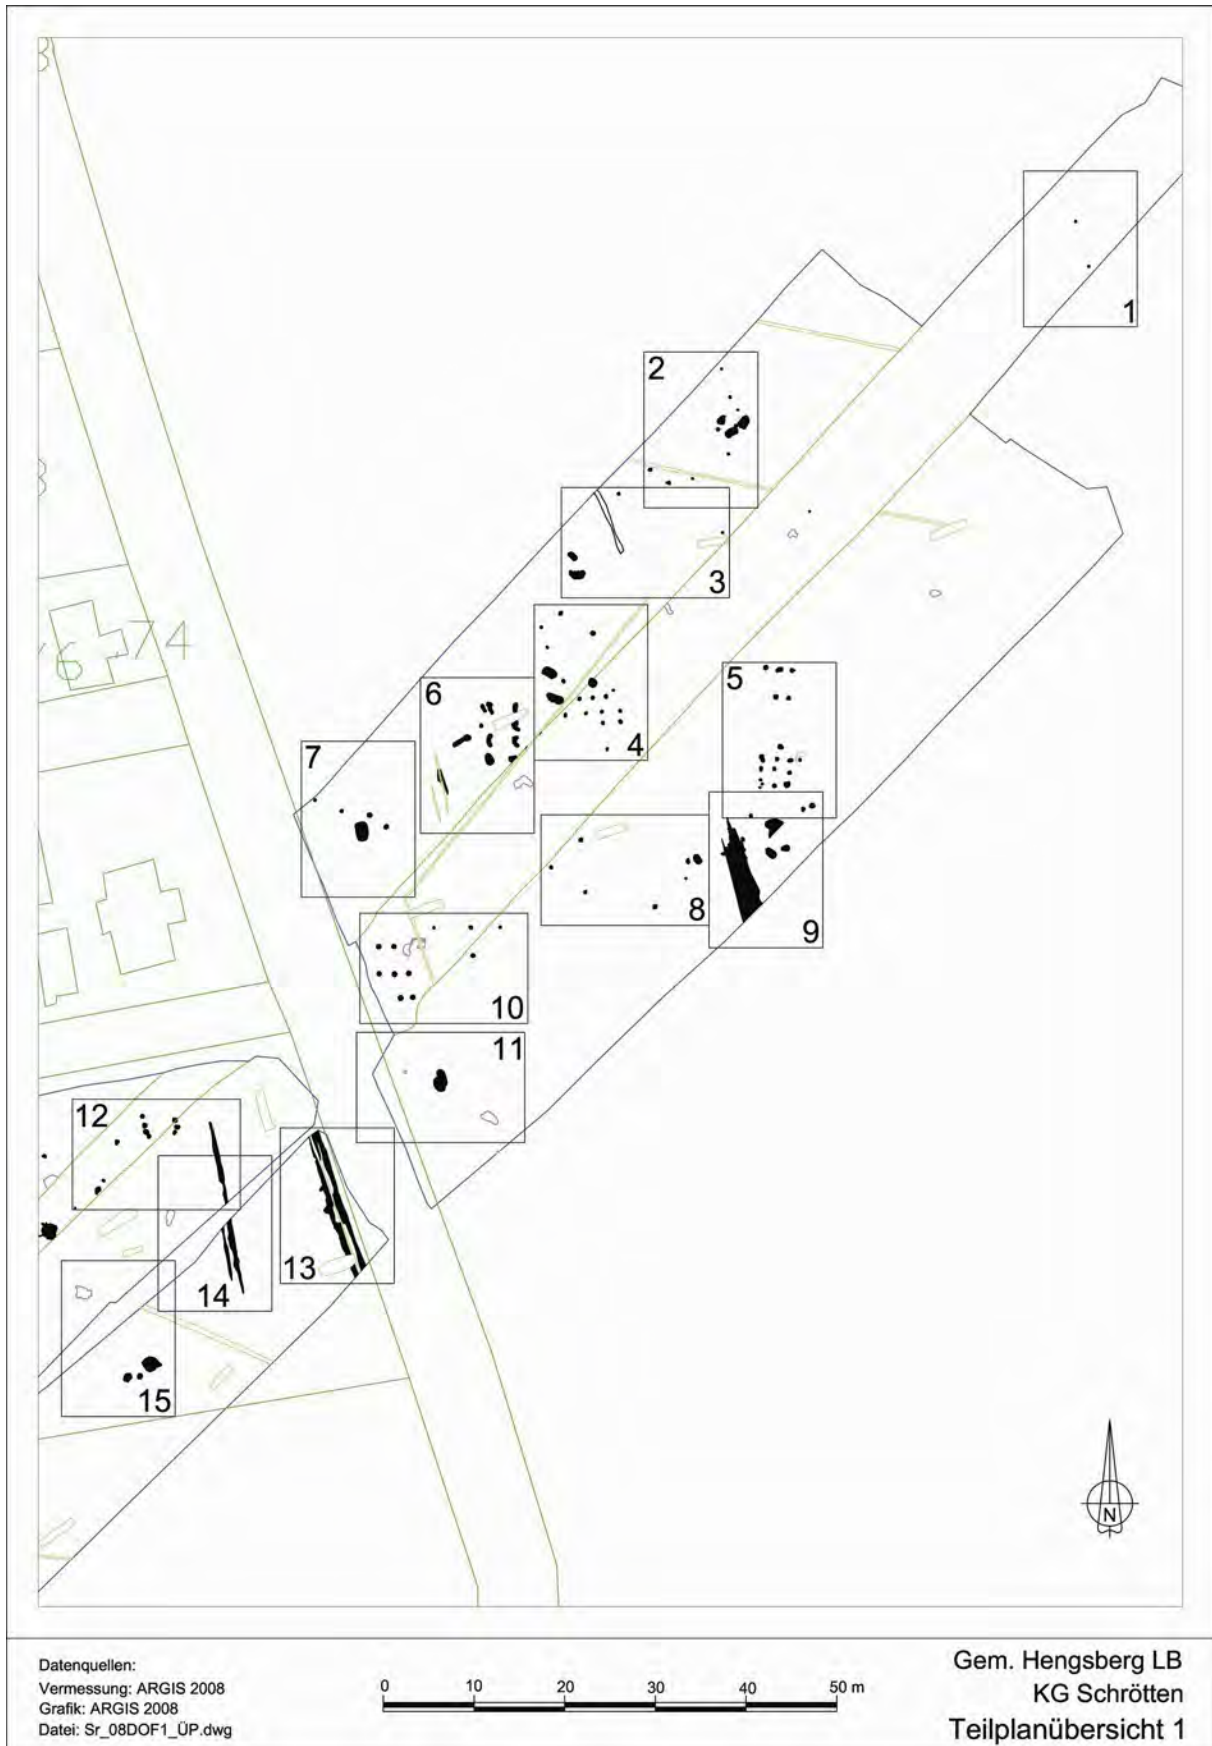 74
1
2
3
4
5
6
7
8
9
10
11
12
13
14
15
N
Datenquellen:
Vermessung: ARGIS 2008
Grafik: ARGIS 2008
Datei: Sr_08DOF1_ÜP.dwg
0 10 20 30 40 50 m
Gem. Hengsberg LB
KG Schrötten
Teilplanübersicht 1